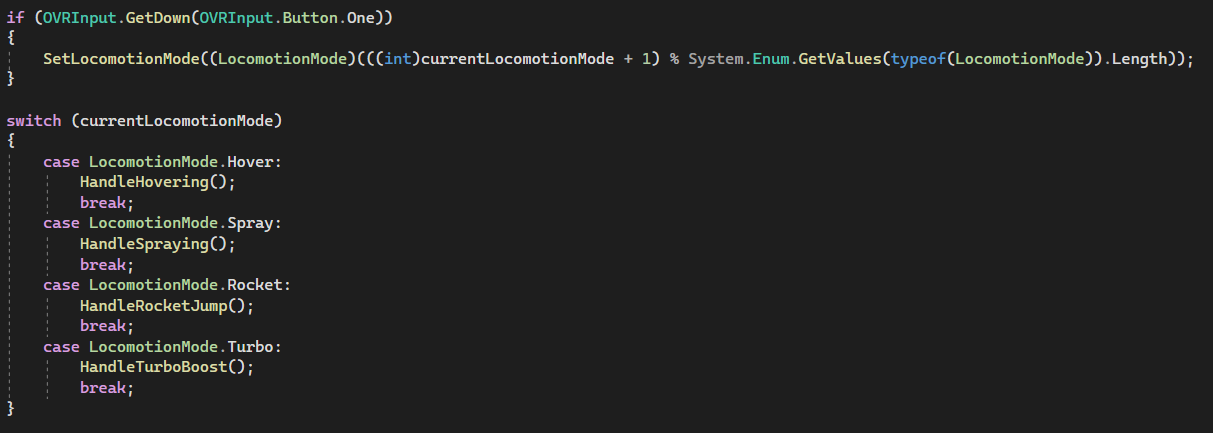 if (OVRInput.GetDown(OVRInput.Button.One))
{
    SetLocomotionMode((LocomotionMode)(((int)currentLocomotionMode + 1) % System.Enum.GetValues(typeof(LocomotionMode)).Length));
}

switch (currentLocomotionMode)
{
    case LocomotionMode.Hover:
        HandleHovering();
        break;
    case LocomotionMode.Spray:
        HandleSpraying();
        break;
    case LocomotionMode.Rocket:
        HandleRocketJump();
        break;
    case LocomotionMode.Turbo:
        HandleTurboBoost();
        break;
}